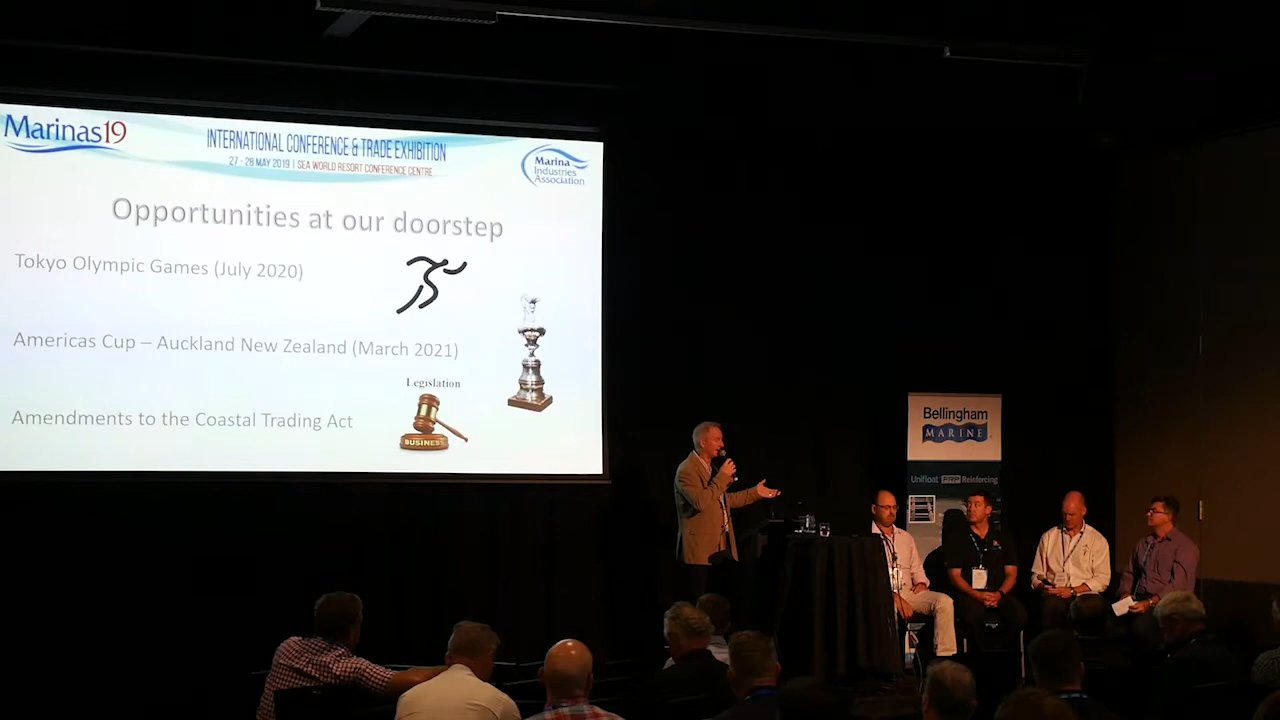 Marinas19
INTERNATIONAL CONFERENCE & TRADE EXHIBITION
27 - 28 MAY 2019 | SEA WORLD RESORT CONFERENCE CENTRE
Marina
Industries
Association
Opportunities at our doorstep
Tokyo Olympic Games (July 2020)
Americas Cup – Auckland New Zealand (March 2021)
Legislation
Amendments to the Coastal Trading Act
BUSINESS
Bellingham
MARINE
Unifloat FRP Reinforcing